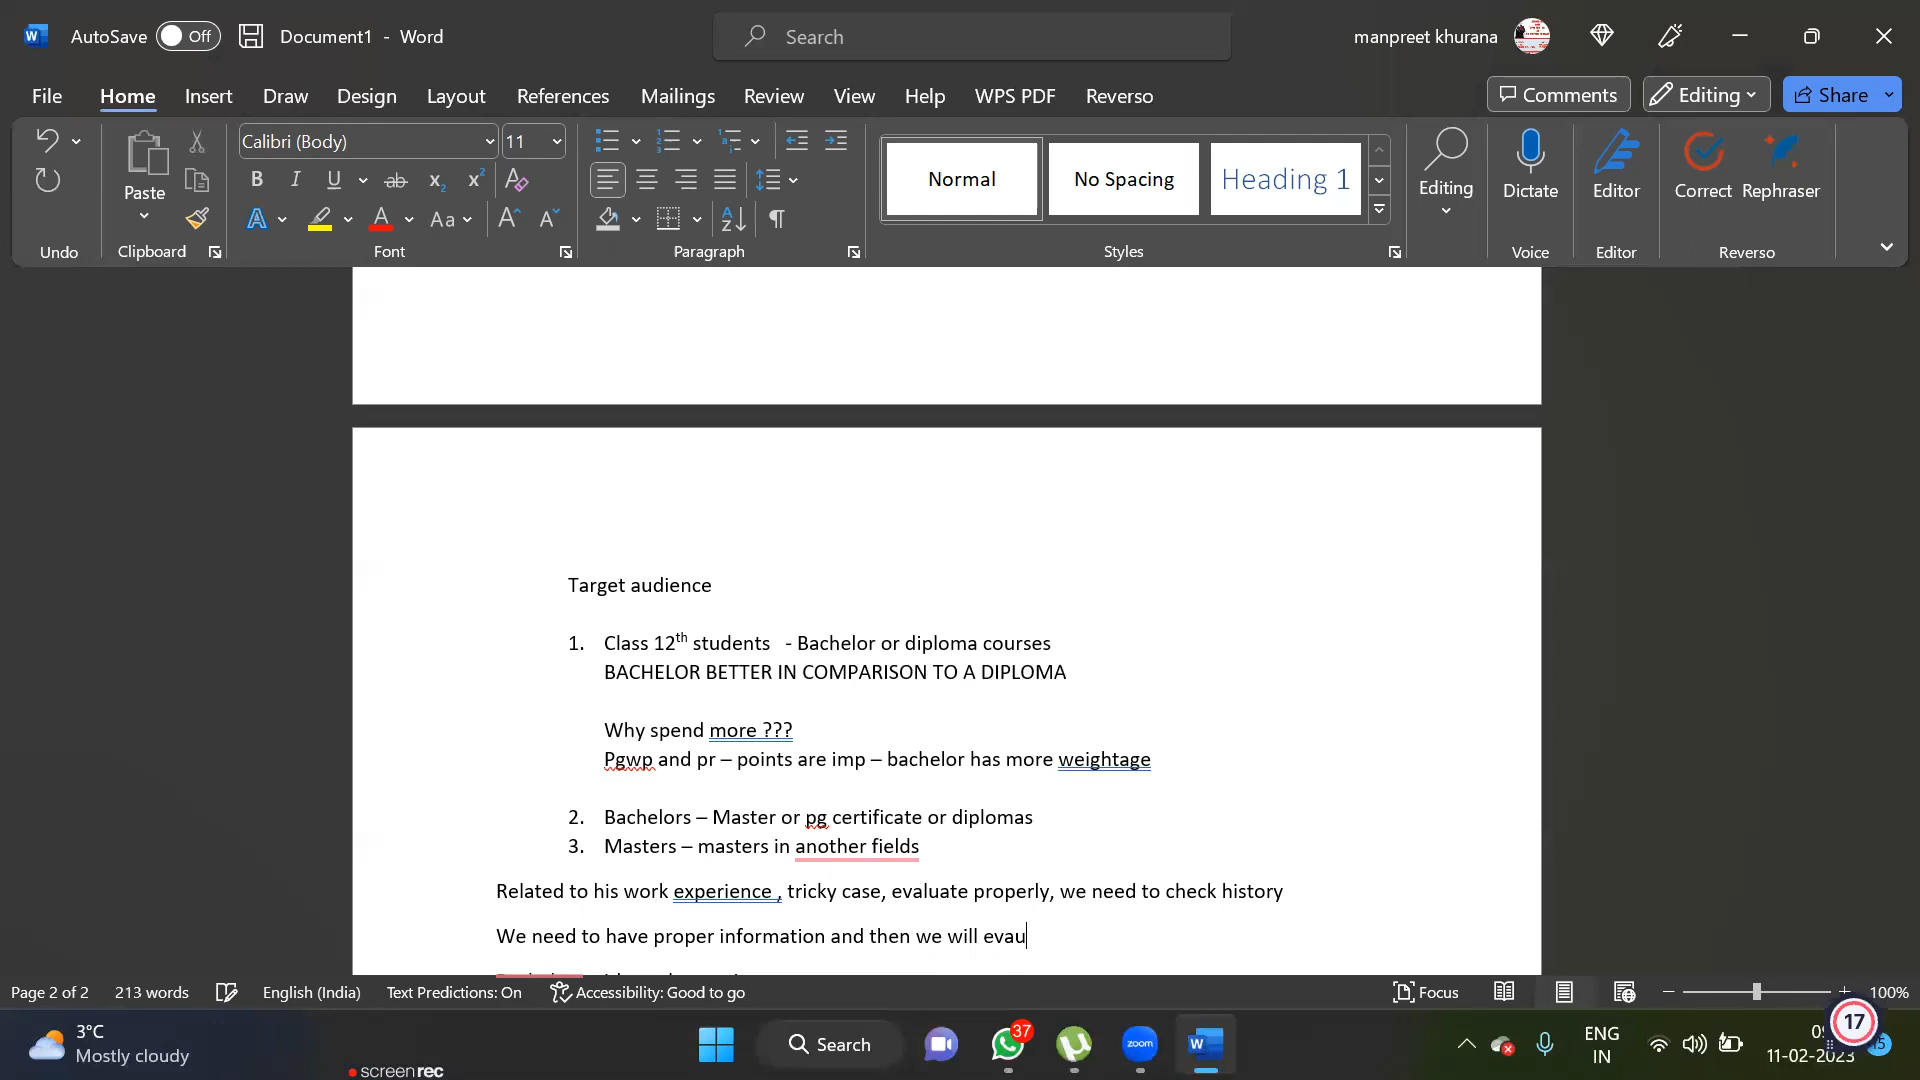 AutoSave Off Document1 - Word Search manpreet khurana
File Home Insert Draw Design Layout References Mailings Review View Help WPS PDF Reverso Comments Editing Share
Calibri (Body) 11
Paste
Normal No Spacing Heading 1
Editing Dictate Editor Correct Rephraser
Undo Clipboard Font Paragraph Styles Voice Editor Reverso
Target audience
1. Class 12th students - Bachelor or diploma courses
BACHELOR BETTER IN COMPARISON TO A DIPLOMA
Why spend more ???
Pgwp and pr – points are imp – bachelor has more weightage
2. Bachelors – Master or pg certificate or diplomas
3. Masters – masters in another fields
Related to his work experience , tricky case, evaluate properly, we need to check history
We need to have proper information and then we will evau
Page 2 of 2 213 words English (India) Text Predictions: On Accessibility: Good to go Focus 100%
3°C
Mostly cloudy
Search
37
zoom
ENG
IN
11-02-2023
17
screenrec